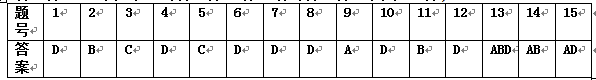 题号 1 2 3 4 5 6 7 8 9 10 11 12 13 14 15
答案 D B C D C D D D A D B D ABD AB AD